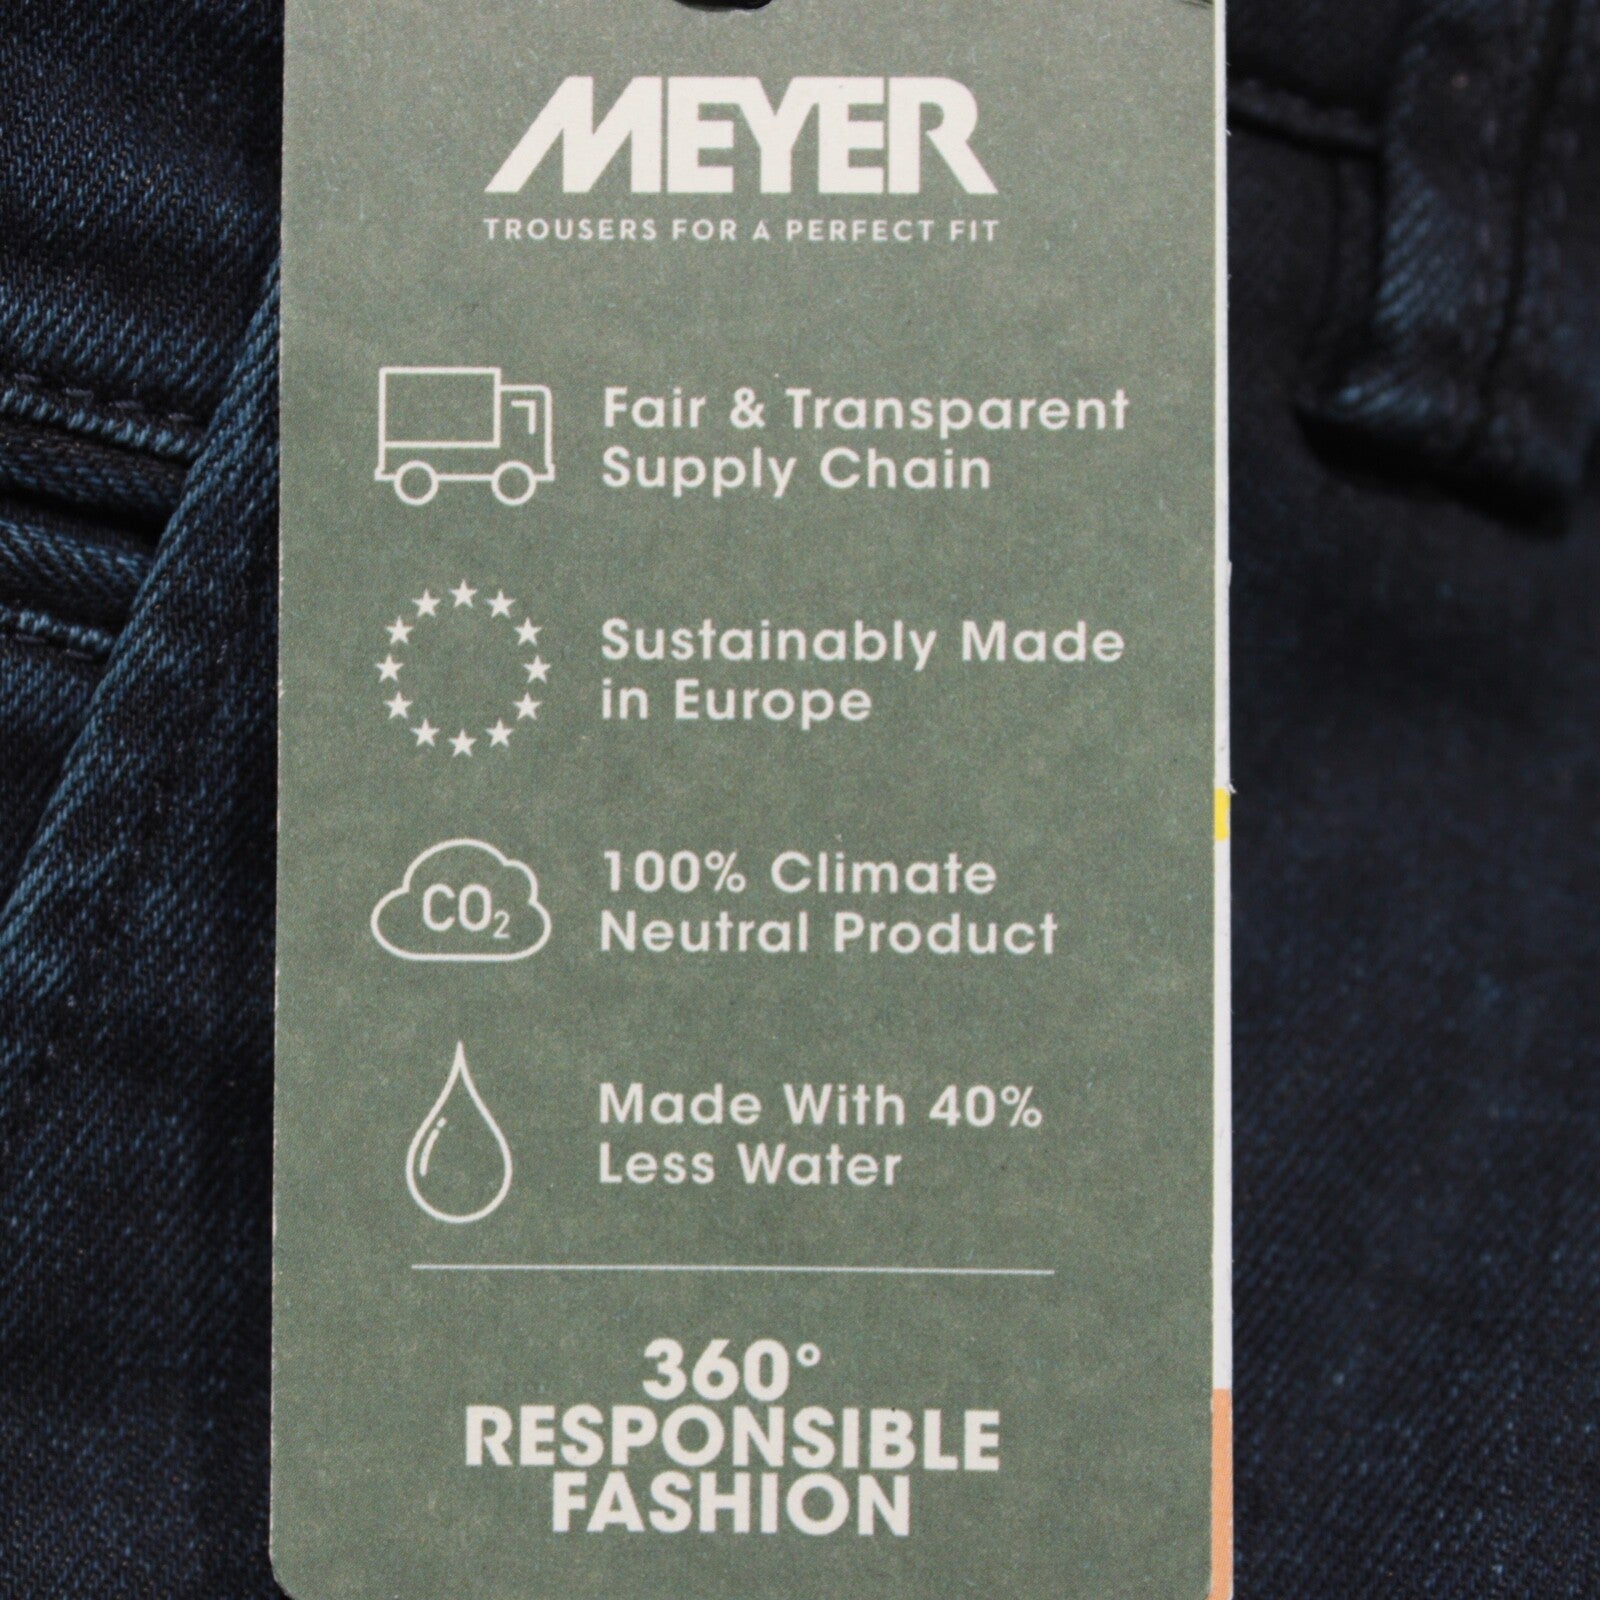 MEYER
TROUSERS FOR A PERFECT FIT
Fair & Transparent
Supply Chain
Sustainably Made
in Europe
CO₂
100% Climate
Neutral Product
Made With 40%
Less Water
360°
RESPONSIBLE
FASHION